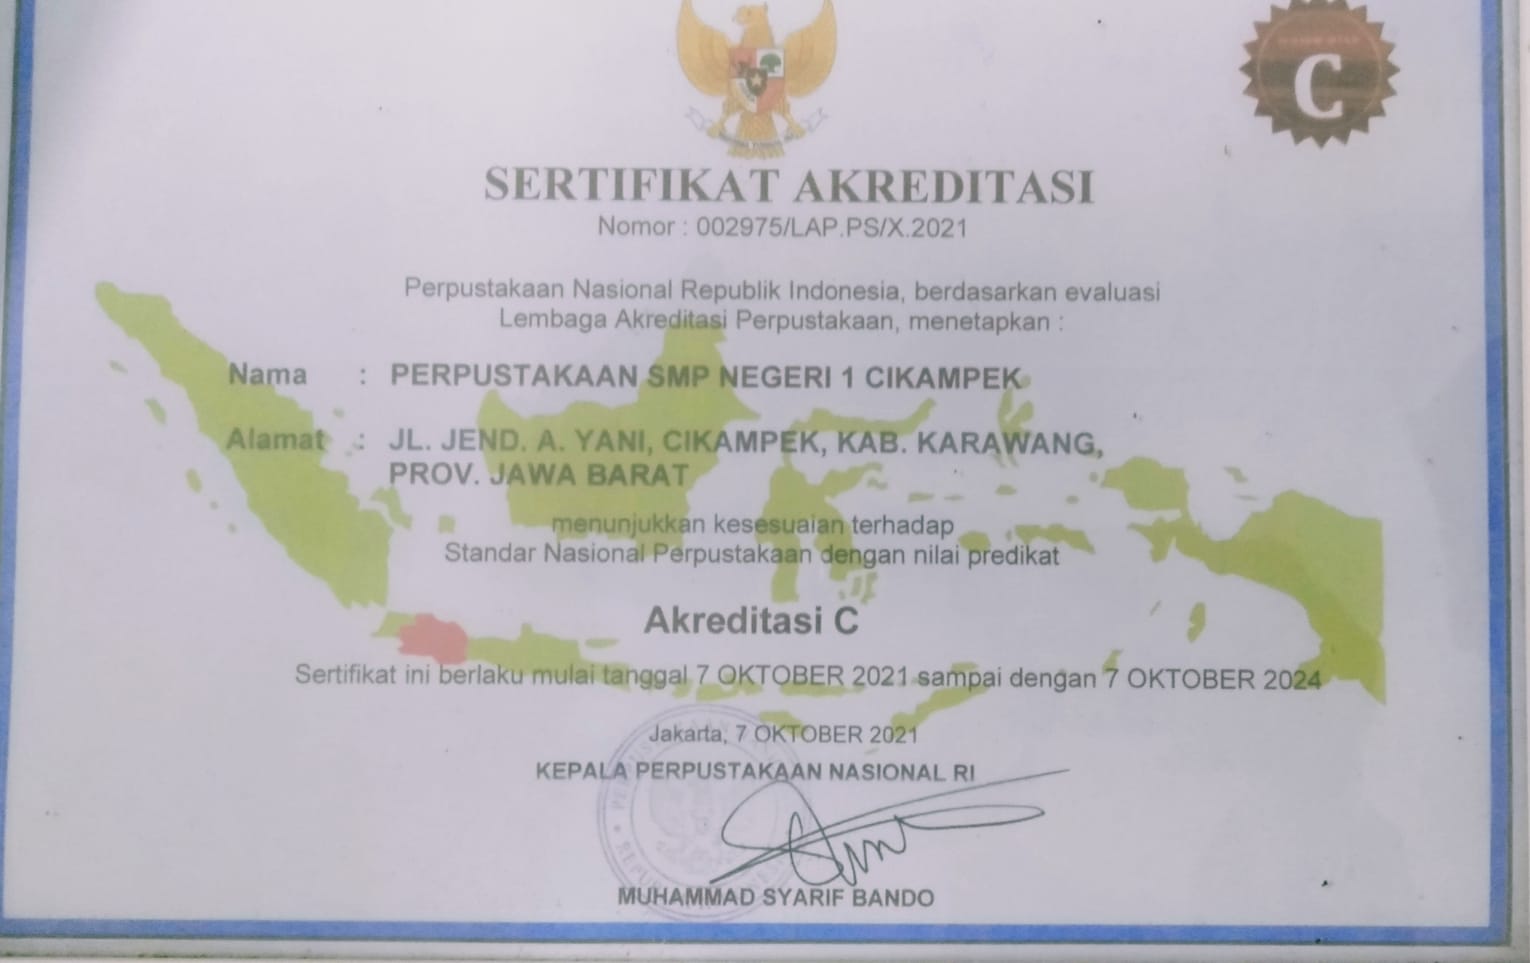 C
SERTIFIKAT AKREDITASI
Nomor : 002975/LAP.PS/X.2021
Perpustakaan Nasional Republik Indonesia, berdasarkan evaluasi
Lembaga Akreditasi Perpustakaan, menetapkan :
Nama : PERPUSTAKAAN SMP NEGERI 1 CIKAMPEK
Alamat : JL. JEND. A. YANI, CIKAMPEK, KAB. KARAWANG,
PROV. JAWA BARAT
menunjukkan kesesuaian terhadap
Standar Nasional Perpustakaan dengan nilai predikat
Akreditasi C
Sertifikat ini berlaku mulai tanggal 7 OKTOBER 2021 sampai dengan 7 OKTOBER 2024
Jakarta, 7 OKTOBER 2021
KEPALA PERPUSTAKAAN NASIONAL RI
MUHAMMAD SYARIF BANDO